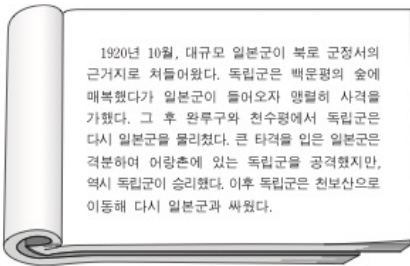 1920년 10월, 대규모 일본군이 북로 군정서의
근거지로 쳐들어왔다. 독립군은 백운평의 숲에
매복했다가 일본군이 들어오자 맹렬히 사격을
가했다. 그 후 완루구와 천수평에서 독립군은
다시 일본군을 물리쳤다. 큰 타격을 입은 일본군은
격분하여 어랑촌에 있는 독립군을 공격했지만,
역시 독립군이 승리했다. 이후 독립군은 천보산으로
이동해 다시 일본군과 싸웠다.